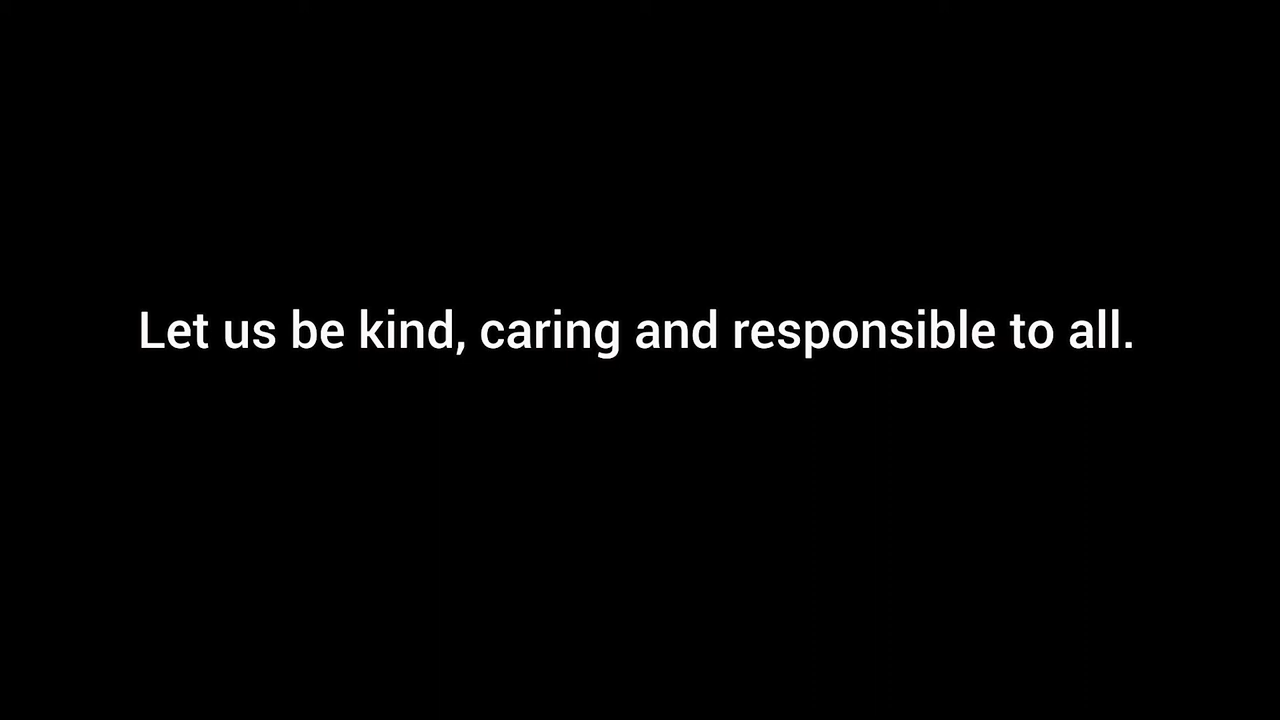 Let us be kind, caring and responsible to all.